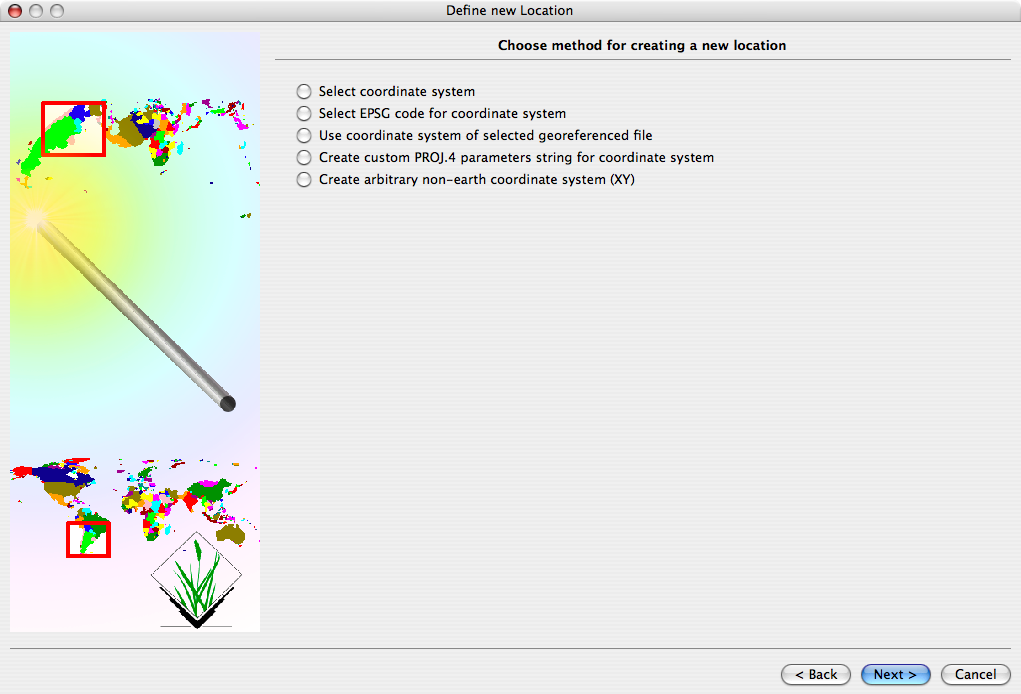 Define new Location
Choose method for creating a new location
Select coordinate system
Select EPSG code for coordinate system
Use coordinate system of selected georeferenced file
Create custom PROJ.4 parameters string for coordinate system
Create arbitrary non-earth coordinate system (XY)
< Back
Next >
Cancel